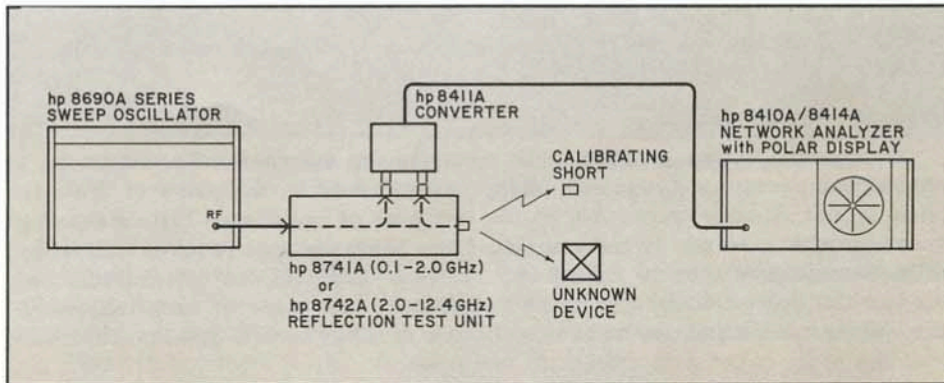 hp 8690A SERIES
SWEEP OSCILLATOR
RF
hp 8411A
CONVERTER
hp 8741A (0.1-2.0 GHz)
or
hp 8742A (2.0-12.4 GHz)
REFLECTION TEST UNIT
CALIBRATING
SHORT
UNKNOWN
DEVICE
hp 8410A/8414A
NETWORK ANALYZER
with POLAR DISPLAY